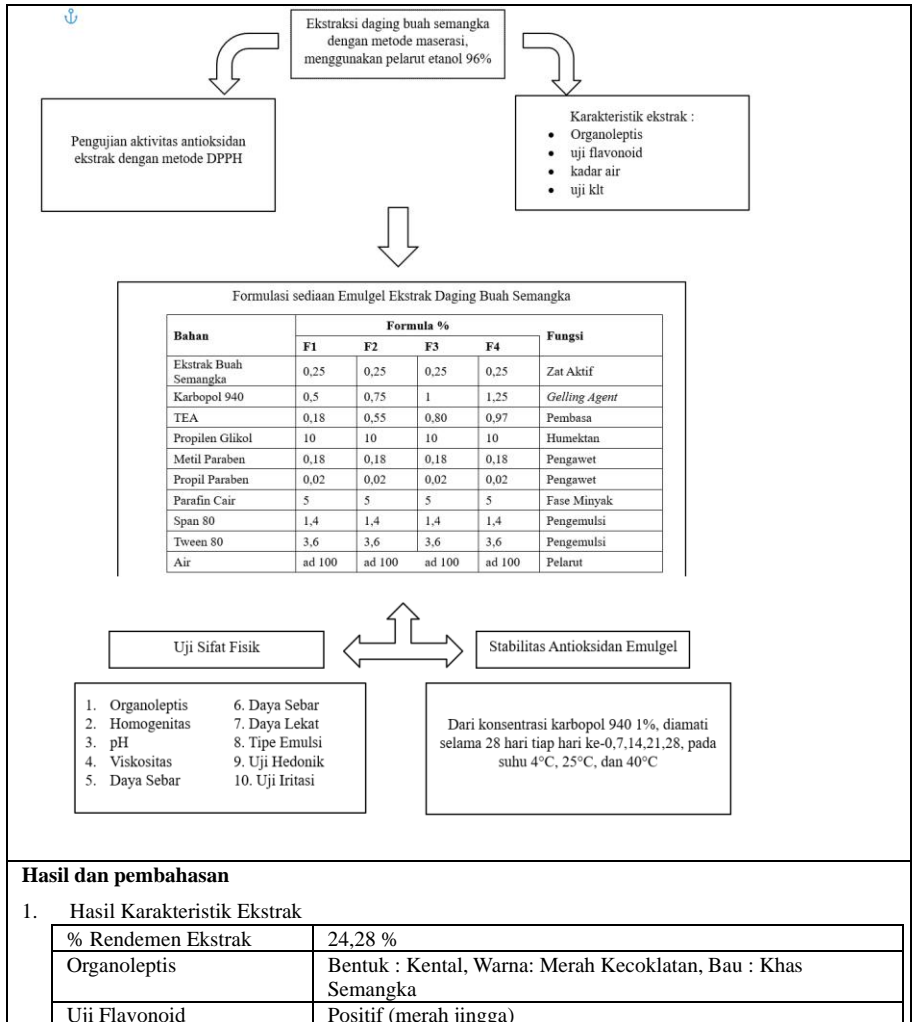 Ekstraksi daging buah semangka
dengan metode maserasi,
menggunakan pelarut etanol 96%
Pengujian aktivitas antioksidan
ekstrak dengan metode DPPH
Karakteristik ekstrak :
• Organoleptis
• uji flavonoid
• kadar air
• uji klt
Formulasi sediaan Emulgel Ekstrak Daging Buah Semangka
Bahan Formula % Fungsi
F1 F2 F3 F4
Ekstrak Buah
Semangka 0,25 0,25 0,25 0,25 Zat Aktif
Karbopol 940 0,5 0,75 1 1,25 Gelling Agent
TEA 0,18 0,55 0,80 0,97 Pembasa
Propilen Glikol 10 10 10 10 Humektan
Metil Paraben 0,18 0,18 0,18 0,18 Pengawet
Propil Paraben 0,02 0,02 0,02 0,02 Pengawet
Parafin Cair 5 5 5 5 Fase Minyak
Span 80 1,4 1,4 1,4 1,4 Pengemulsi
Tween 80 3,6 3,6 3,6 3,6 Pengemulsi
Air ad 100 ad 100 ad 100 ad 100 Pelarut
Uji Sifat Fisik
Stabilitas Antioksidan Emulgel
1. Organoleptis 6. Daya Sebar
2. Homogenitas 7. Daya Lekat
3. pH 8. Tipe Emulsi
4. Viskositas 9. Uji Hedonik
5. Daya Sebar 10. Uji Iritasi
Dari konsentrasi karbopol 940 1%, diamati
selama 28 hari tiap hari ke-0,7,14,21,28, pada
suhu 4°C, 25°C, dan 40°C
Hasil dan pembahasan
1. Hasil Karakteristik Ekstrak
% Rendemen Ekstrak 24,28 %
Organoleptis Bentuk : Kental, Warna: Merah Kecoklatan, Bau : Khas
Semangka
Uji Flavonoid Positif (merah jingga)